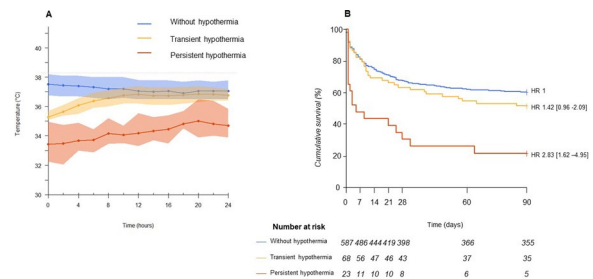 A
Without hypothermia
Transient hypothermia
Persistent hypothermia
40
38
36
34
32
30
Temperature (°C)
0 4 8 12 16 20 24
Time (hours)
B
100
80
60
40
20
0
Cumulative survival (%)
HR 1
HR 1.42 [0.96 -2.09]
HR 2.83 [1.62 –4.95]
0 7 14 21 28 60 90
Time (days)
Number at risk
Without hypothermia 587 486 444 419 398 366 355
Transient hypothermia 68 56 47 46 43 37 35
Persistent hypothermia 23 11 10 10 8 6 5